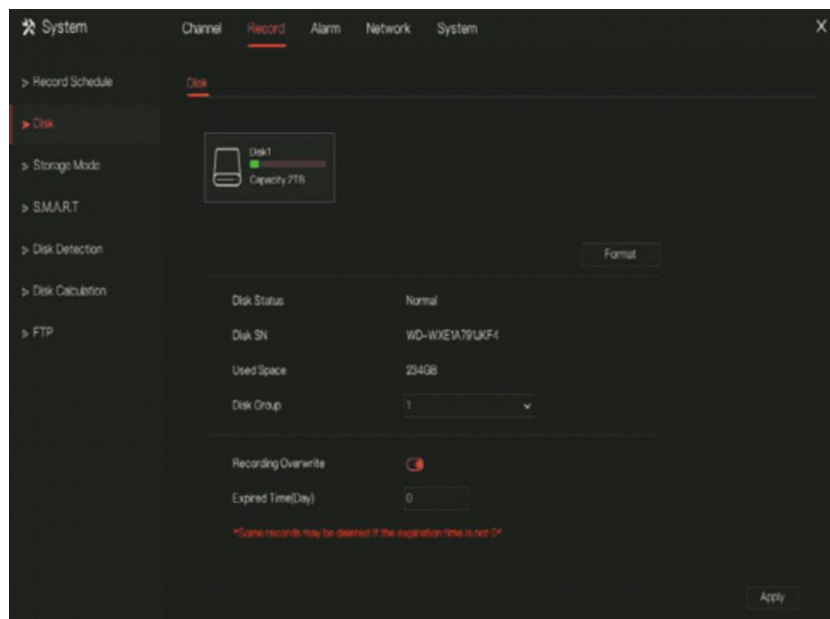 System
Channel Record Alarm Network System X
> Record Schedule
> Disk
> Storage Mode
> S.M.A.R.T
> Disk Detection
> Disk Calculation
> FTP
Disk
Disk1
Capacity 2TB
Format
Disk Status Normal
Disk SN
Used Space 234GB
Disk Group 1
Recording Overwrite
Expired Time(Day) 0
*Some records may be deleted if the expiration time is not 0*
Apply